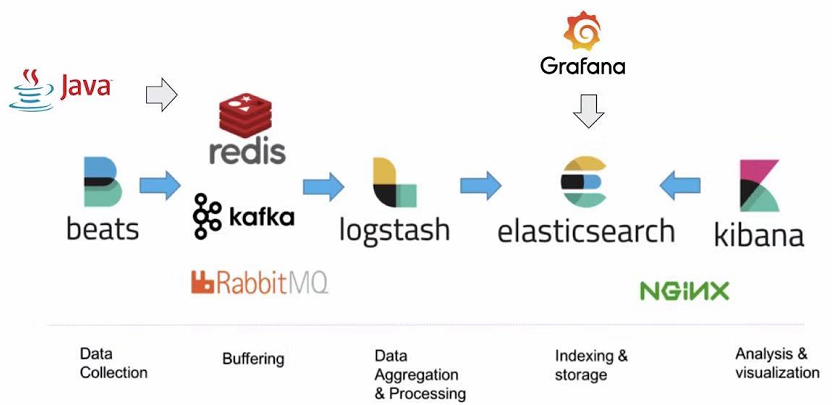 Grafana
Java
redis
beats
kafka
logstash
elasticsearch
kibana
RabbitMQ
NGINX
Data
Collection
Buffering
Data
Aggregation
& Processing
Indexing &
storage
Analysis &
visualization